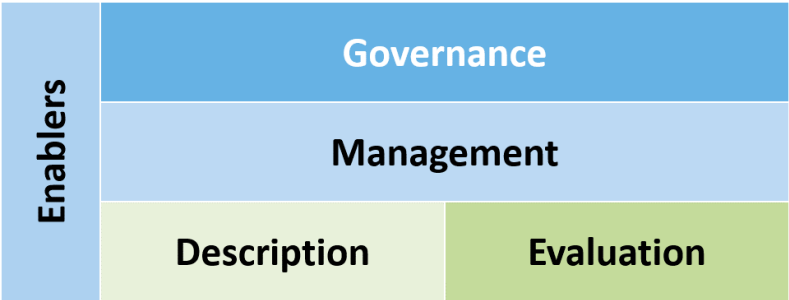 Enablers
Governance
Management
Description
Evaluation